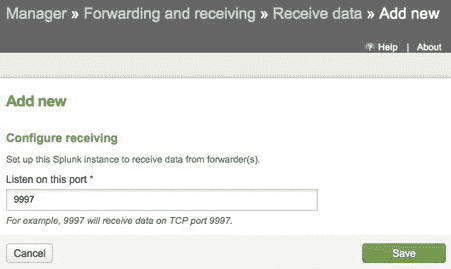 Manager » Forwarding and receiving » Receive data » Add new
Help | About
Add new
Configure receiving
Set up this Splunk instance to receive data from forwarder(s).
Listen on this port *
9997
For example, 9997 will receive data on TCP port 9997.
Cancel Save